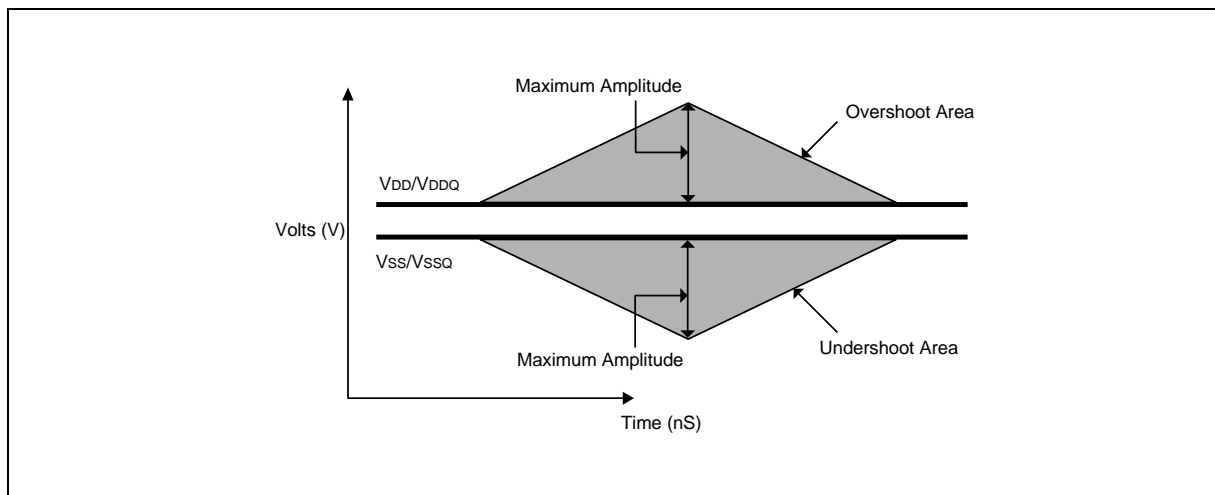 Maximum Amplitude
Overshoot Area
VDD/VDDQ
Volts (V)
VSS/VSSQ
Undershoot Area
Maximum Amplitude
Time (nS)